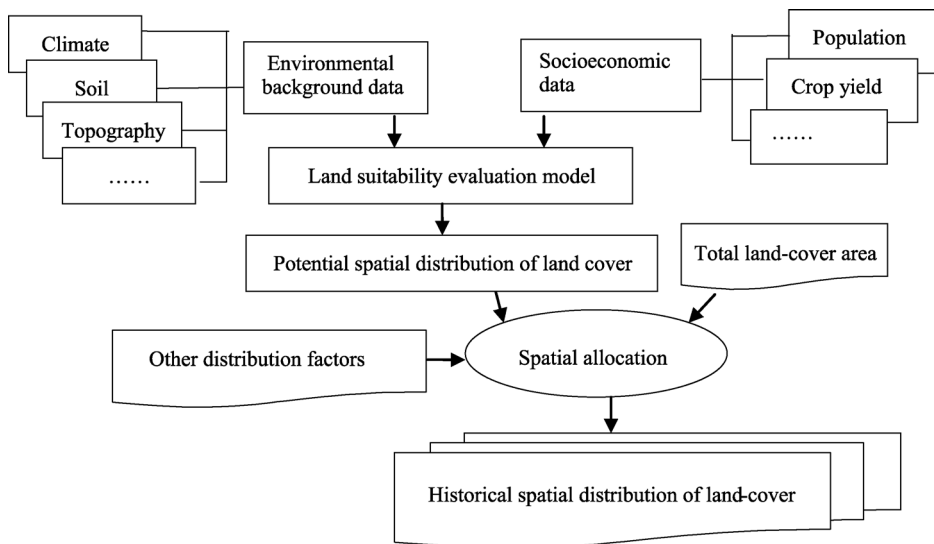 Climate
Soil
Topography
……
Environmental
background data
Socioeconomic
data
Population
Crop yield
……
Land suitability evaluation model
Potential spatial distribution of land cover
Total land-cover area
Other distribution factors
Spatial allocation
Historical spatial distribution of land-cover